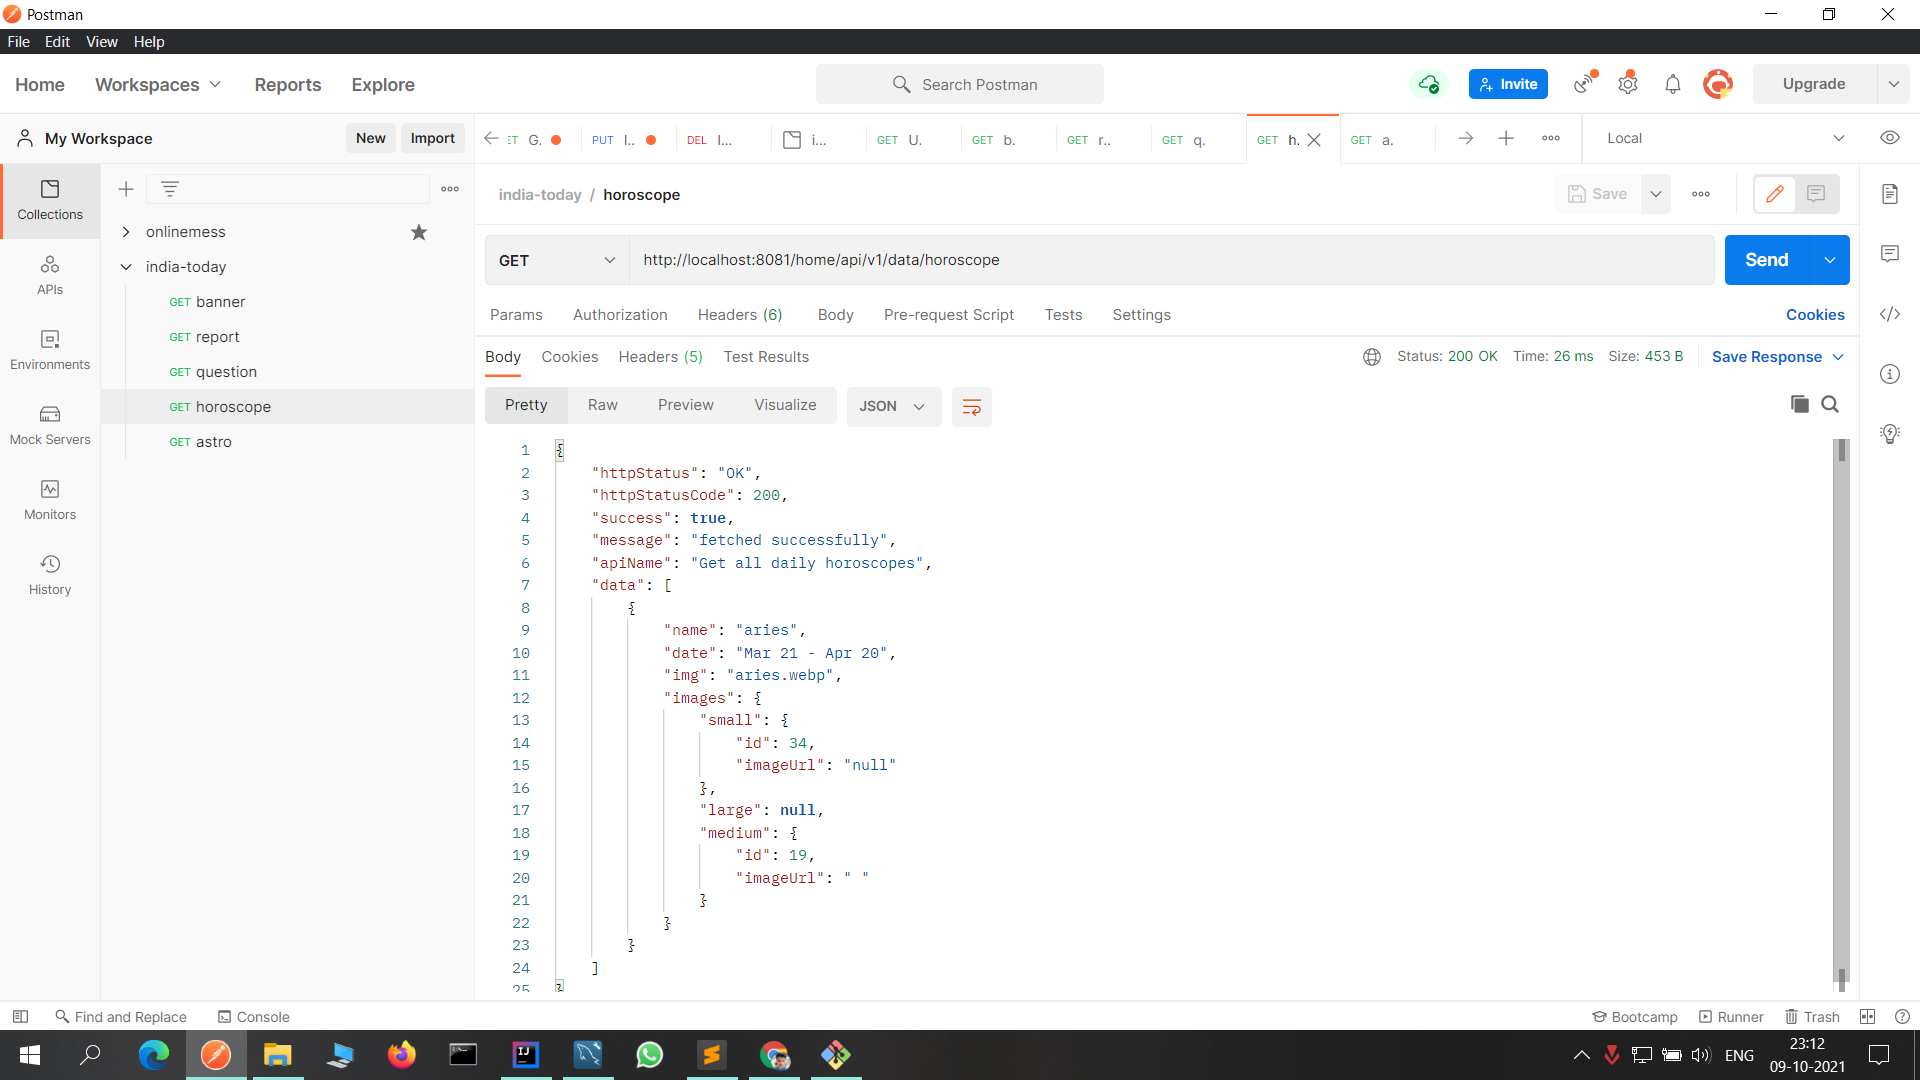 Postman
File Edit View Help
Home Workspaces Reports Explore
Search Postman
Invite
Upgrade
My Workspace
New Import
GET G. PUT I.. DEL I... i... GET U. GET b. GET r.. GET q. GET h. GET a.
Local
Collections
APIs
Environments
Mock Servers
Monitors
History
onlinemess
india-today
GET banner
GET report
GET question
GET horoscope
GET astro
india-today / horoscope
Save
GET http://localhost:8081/home/api/v1/data/horoscope
Send
Params Authorization Headers (6) Body Pre-request Script Tests Settings
Cookies
Body Cookies Headers (5) Test Results
Status: 200 OK Time: 26 ms Size: 453 B Save Response
Pretty Raw Preview Visualize JSON
1 {
2 "httpStatus": "OK",
3 "httpStatusCode": 200,
4 "success": true,
5 "message": "fetched successfully",
6 "apiName": "Get all daily horoscopes",
7 "data": [
8 {
9 "name": "aries",
10 "date": "Mar 21 - Apr 20",
11 "img": "aries.webp",
12 "images": {
13 "small": {
14 "id": 34,
15 "imageUrl": "null"
16 },
17 "large": null,
18 "medium": {
19 "id": 19,
20 "imageUrl": " "
21 }
22 }
23 }
24 ]
25 }
Find and Replace Console
Bootcamp Runner Trash
ENG
23:12
09-10-2021